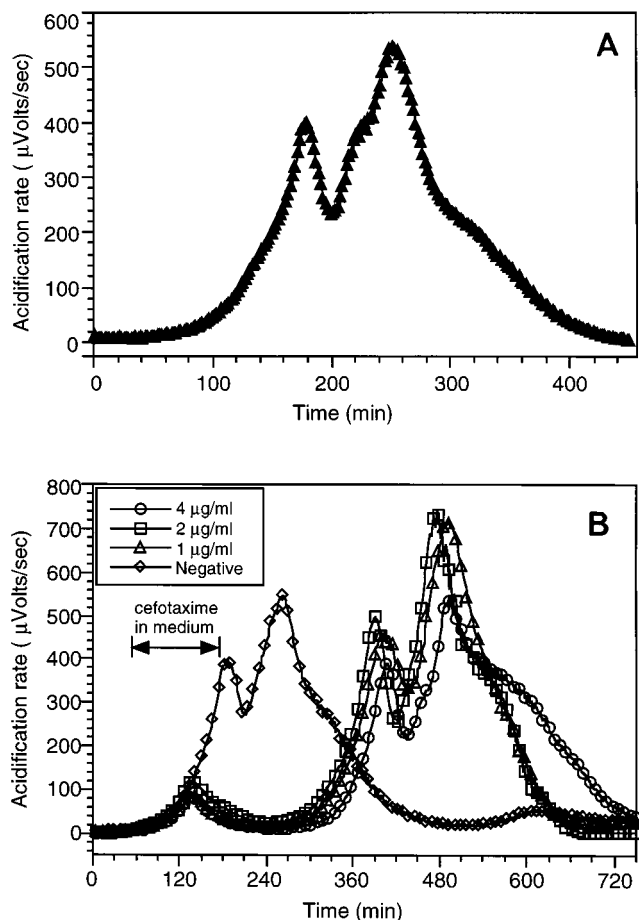 A
Acidification rate ( μVolts/sec)
600
500
400
300
200
100
0
0 100 200 300 400
Time (min)
B
Acidification rate ( μVolts/sec)
800
700
600
500
400
300
200
100
0
4 μg/ml
2 μg/ml
1 μg/ml
Negative
cefotaxime
in medium
0 120 240 360 480 600 720
Time (min)